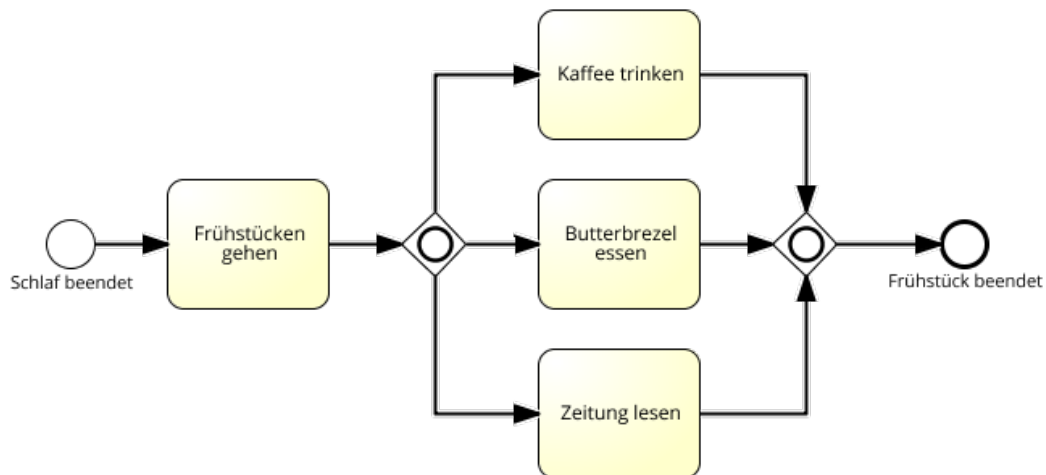 Kaffee trinken
Schlaf beendet
Frühstücken
gehen
Butterbrezel
essen
Frühstück beendet
Zeitung lesen